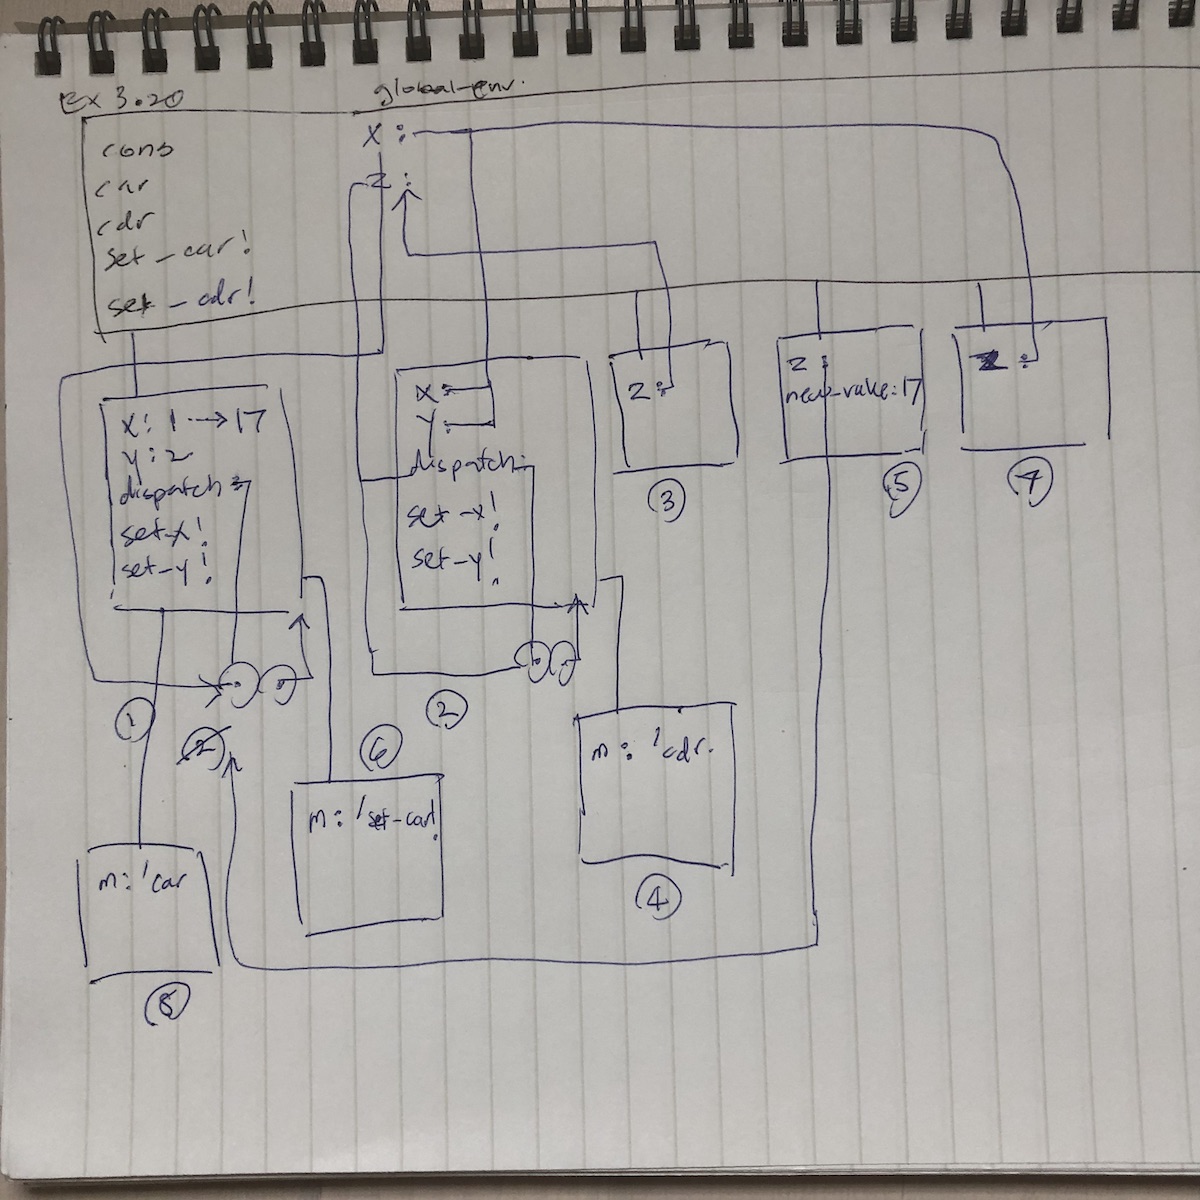 Ex 3.20
global-env.
cons
car
cdr
set-car!
set-cdr!
x :
z :
x : 1 → 17
y : 2
dispatch :
set-x!
set-y!
1
x :
y :
dispatch :
set-x!
set-y!
2
z :
3
z :
new-value : 17
5
z :
7
2
6
m : 'set-car!
m : 'cdr.
4
m : 'car
8